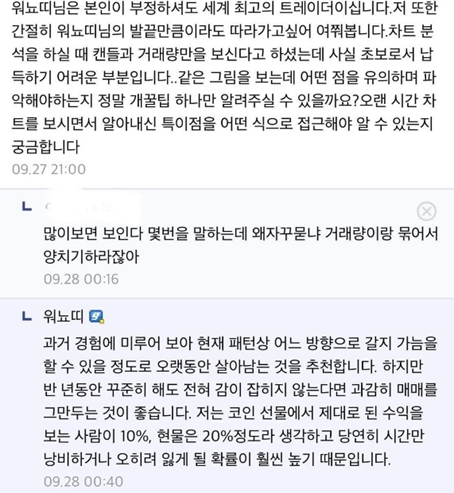 워뇨띠님은 본인이 부정하셔도 세계 최고의 트레이더이십니다.저 또한
간절히 워뇨띠님의 발끝만큼이라도 따라가고싶어 여쭤봅니다.차트 분
석을 하실 때 캔들과 거래량만을 보신다고 하셨는데 사실 초보로서 납
득하기 어려운 부분입니다..같은 그림을 보는데 어떤 점을 유의하며 파
악해야하는지 정말 개꿀팁 하나만 알려주실 수 있을까요?오랜 시간 차
트를 보시면서 알아내신 특이점을 어떤 식으로 접근해야 알 수 있는지
궁금합니다
09.27 21:00
많이보면 보인다 몇번을 말하는데 왜자꾸묻냐 거래량이랑 묶어서
양치기하라잖아
09.28 00:16
워뇨띠
과거 경험에 미루어 보아 현재 패턴상 어느 방향으로 갈지 가늠을
할 수 있을 정도로 오랫동안 살아남는 것을 추천합니다. 하지만
반 년동안 꾸준히 해도 전혀 감이 잡히지 않는다면 과감히 매매를
그만두는 것이 좋습니다. 저는 코인 선물에서 제대로 된 수익을
보는 사람이 10%, 현물은 20%정도라 생각하고 당연히 시간만
낭비하거나 오히려 잃게 될 확률이 훨씬 높기 때문입니다.
09.28 00:40